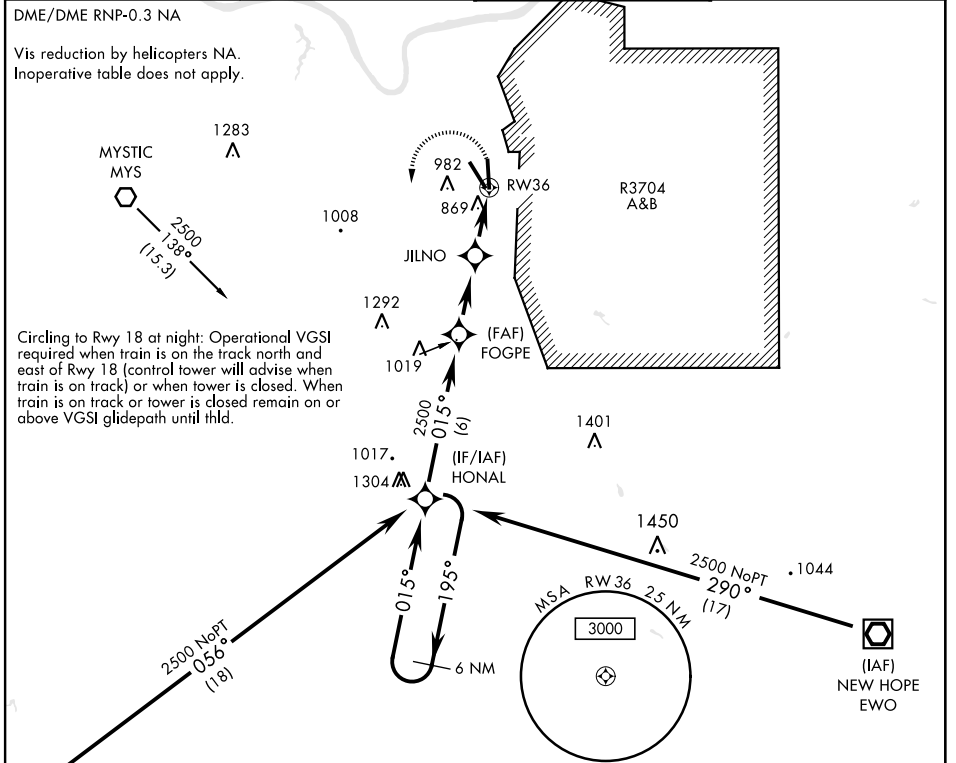 DME/DME RNP-0.3 NA
Vis reduction by helicopters NA.
Inoperative table does not apply.
1283
MYSTIC
MYS
982
RW36
R3704
A&B
869
1008
2500
138°
(15.3)
JILNO
1292
(FAF)
FOGPE
1019
Circling to Rwy 18 at night: Operational VGSI
required when train is on the track north and
east of Rwy 18 (control tower will advise when
train is on track) or when tower is closed. When
train is on track or tower is closed remain on or
above VGSI glidepath until thld.
2500
015°
(6)
1401
1017
(IF/IAF)
HONAL
1304
1450
2500 NoPT
290°
(17)
1044
015°
195°
MSA RW 36 25 NM
3000
2500 NoPT
056°
(18)
6 NM
(IAF)
NEW HOPE
EWO